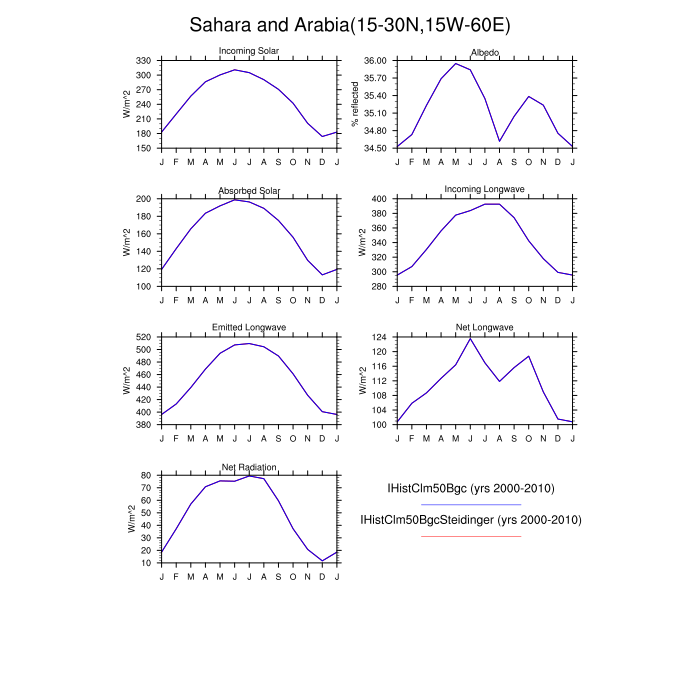 Sahara and Arabia(15-30N,15W-60E)
Incoming Solar
W/m^2
330
300
270
240
210
180
150
J F M A M J J A S O N D J
Albedo
% reflected
36.00
35.70
35.40
35.10
34.80
34.50
J F M A M J J A S O N D J
Absorbed Solar
W/m^2
200
180
160
140
120
100
J F M A M J J A S O N D J
Incoming Longwave
W/m^2
400
380
360
340
320
300
280
J F M A M J J A S O N D J
Emitted Longwave
W/m^2
520
500
480
460
440
420
400
380
J F M A M J J A S O N D J
Net Longwave
W/m^2
124
120
116
112
108
104
100
J F M A M J J A S O N D J
Net Radiation
W/m^2
80
70
60
50
40
30
20
10
J F M A M J J A S O N D J
IHistClm50Bgc (yrs 2000-2010)
IHistClm50BgcSteidinger (yrs 2000-2010)